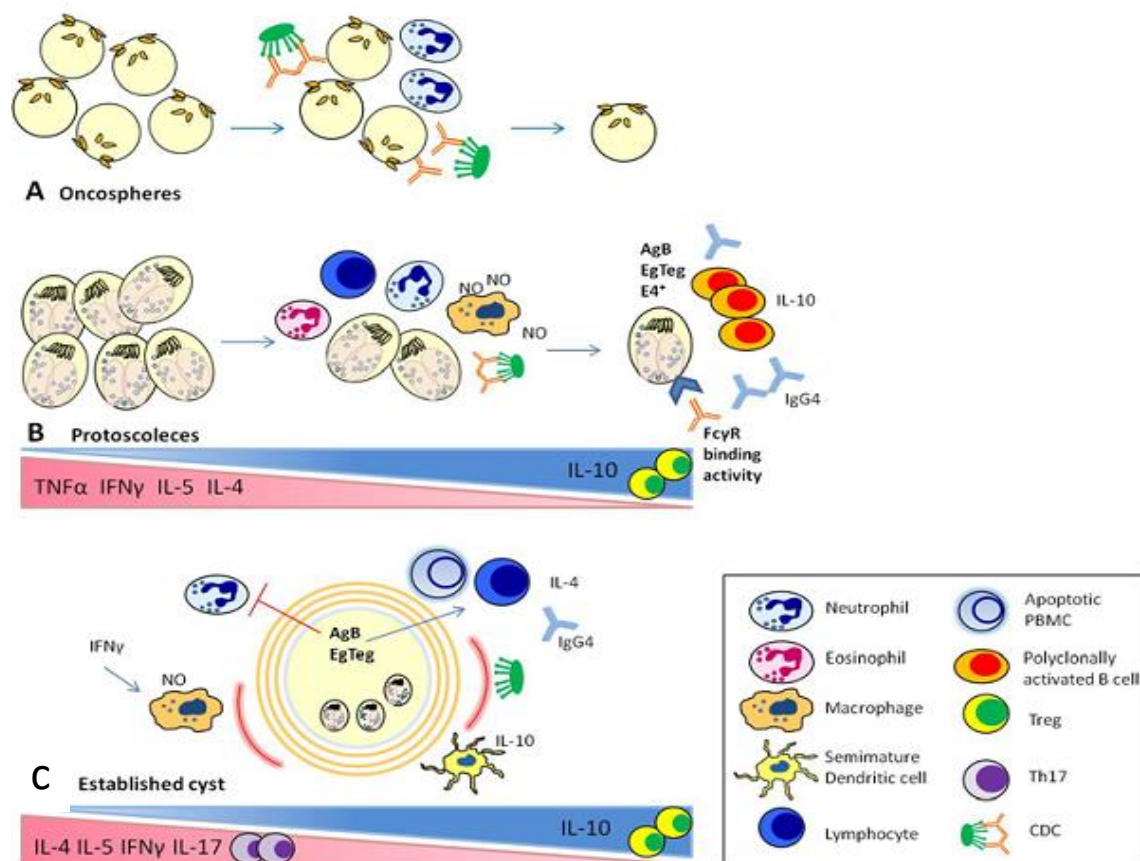 A Oncospheres
NO NO
NO
AgB
EgTeg
E4⁺
IL-10
IgG4
FcγR
binding
activity
B Protoscoleces
IL-10
TNFα IFNγ IL-5 IL-4
IL-4
IgG4
AgB
EgTeg
IFNγ
NO
IL-10
C Established cyst
IL-10
IL-4 IL-5 IFNγ IL-17
Neutrophil
Eosinophil
Macrophage
Semimature
Dendritic cell
Lymphocyte
Apoptotic
PBMC
Polyclonally
activated B cell
Treg
Th17
CDC